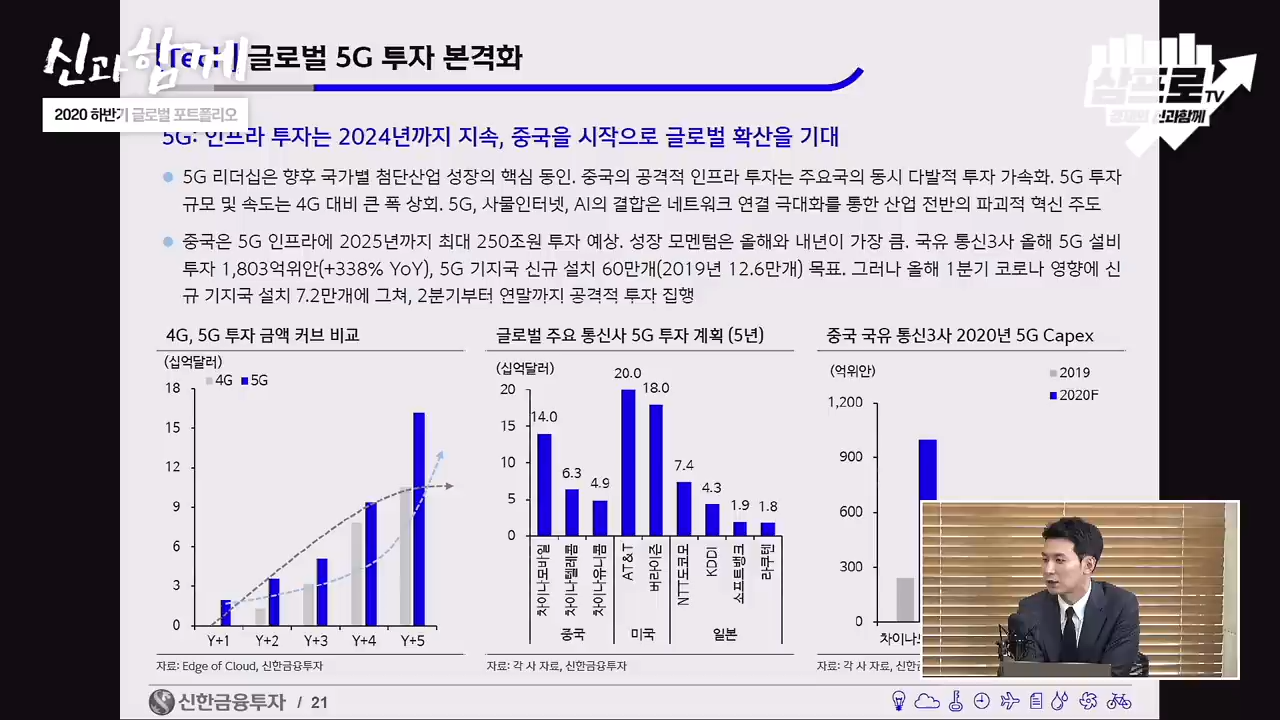 신과함께
2020 하반기 글로벌 포트폴리오
삼프로TV
경제의 신과함께
글로벌 5G 투자 본격화
5G: 인프라 투자는 2024년까지 지속, 중국을 시작으로 글로벌 확산을 기대
5G 리더십은 향후 국가별 첨단산업 성장의 핵심 동인. 중국의 공격적 인프라 투자는 주요국의 동시 다발적 투자 가속화. 5G 투자
규모 및 속도는 4G 대비 큰 폭 상회. 5G, 사물인터넷, AI의 결합은 네트워크 연결 극대화를 통한 산업 전반의 파괴적 혁신 주도
중국은 5G 인프라에 2025년까지 최대 250조원 투자 예상. 성장 모멘텀은 올해와 내년이 가장 큼. 국유 통신3사 올해 5G 설비
투자 1,803억위안(+338% YoY), 5G 기지국 신규 설치 60만개(2019년 12.6만개) 목표. 그러나 올해 1분기 코로나 영향에 신
규 기지국 설치 7.2만개에 그쳐, 2분기부터 연말까지 공격적 투자 집행
4G, 5G 투자 금액 커브 비교
(십억달러)
4G 5G
18
15
12
9
6
3
0
Y+1 Y+2 Y+3 Y+4 Y+5
자료: Edge of Cloud, 신한금융투자
글로벌 주요 통신사 5G 투자 계획 (5년)
(십억달러)
20
15
10
5
0
14.0 6.3 4.9 20.0 18.0 7.4 4.3 1.9 1.8
차이나모바일 차이나텔레콤 차이나유니콤 AT&T 버라이즌 NTT도코모 KDDI 소프트뱅크 라쿠텐
중국 미국 일본
자료: 각 사 자료, 신한금융투자
중국 국유 통신3사 2020년 5G Capex
(억위안)
2019
2020F
1,200
900
600
300
0
자료: 각 사 자료,
신한금융투자 / 21